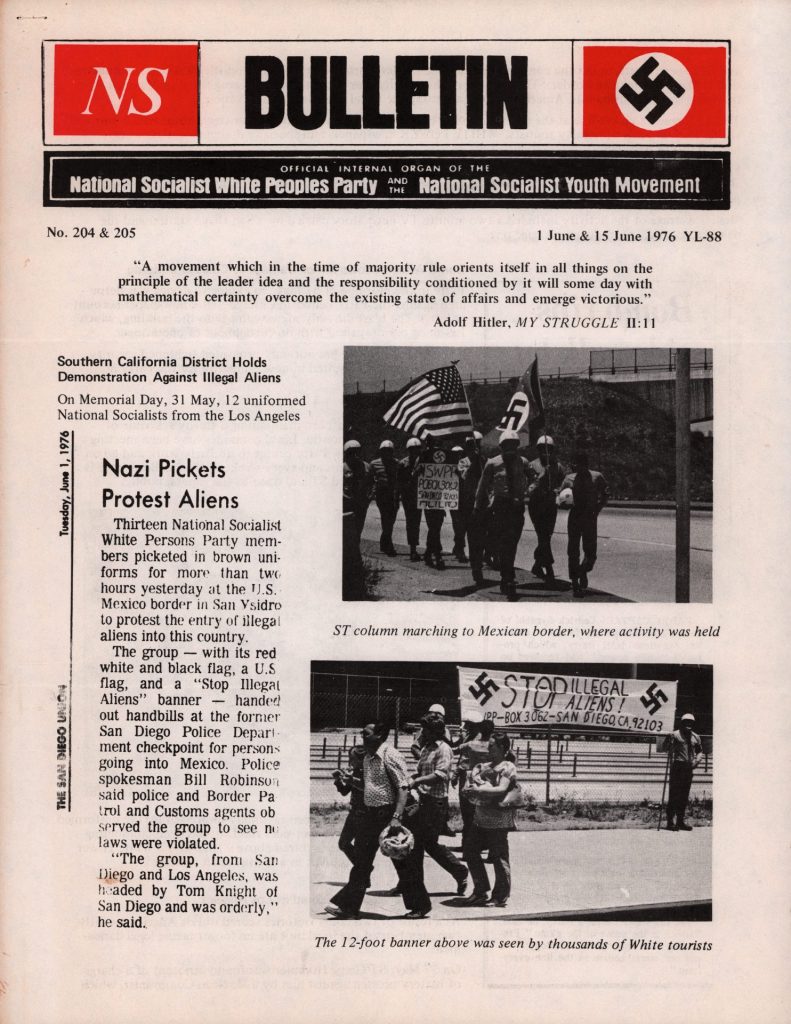 NS
BULLETIN
OFFICIAL INTERNAL ORGAN OF THE
National Socialist White Peoples Party AND THE National Socialist Youth Movement
No. 204 & 205
1 June & 15 June 1976 YL-88
“A movement which in the time of majority rule orients itself in all things on the
principle of the leader idea and the responsibility conditioned by it will some day with
mathematical certainty overcome the existing state of affairs and emerge victorious.”
Adolf Hitler, MY STRUGGLE II:11
Southern California District Holds
Demonstration Against Illegal Aliens
On Memorial Day, 31 May, 12 uniformed
National Socialists from the Los Angeles
Tuesday, June 1, 1976
THE SAN DIEGO UNION
Nazi Pickets
Protest Aliens
Thirteen National Socialist
White Persons Party mem-
bers picketed in brown uni-
forms for more than two
hours yesterday at the U.S.
Mexico border in San Ysidro
to protest the entry of illegal
aliens into this country.
The group — with its red
white and black flag, a U.S
flag, and a “Stop Illegal
Aliens” banner — handed
out handbills at the former
San Diego Police Depart-
ment checkpoint for persons
going into Mexico. Police
spokesman Bill Robinson
said police and Border Pa
trol and Customs agents ob
served the group to see no
laws were violated.
“The group, from San
Diego and Los Angeles, was
headed by Tom Knight of
San Diego and was orderly,”
he said.
NSWPP
PO BOX 3062
SAN DIEGO 92103
ST column marching to Mexican border, where activity was held
STOP ILLEGAL
ALIENS!
PP-BOX 3062-SAN DIEGO, CA, 92103
The 12-foot banner above was seen by thousands of White tourists